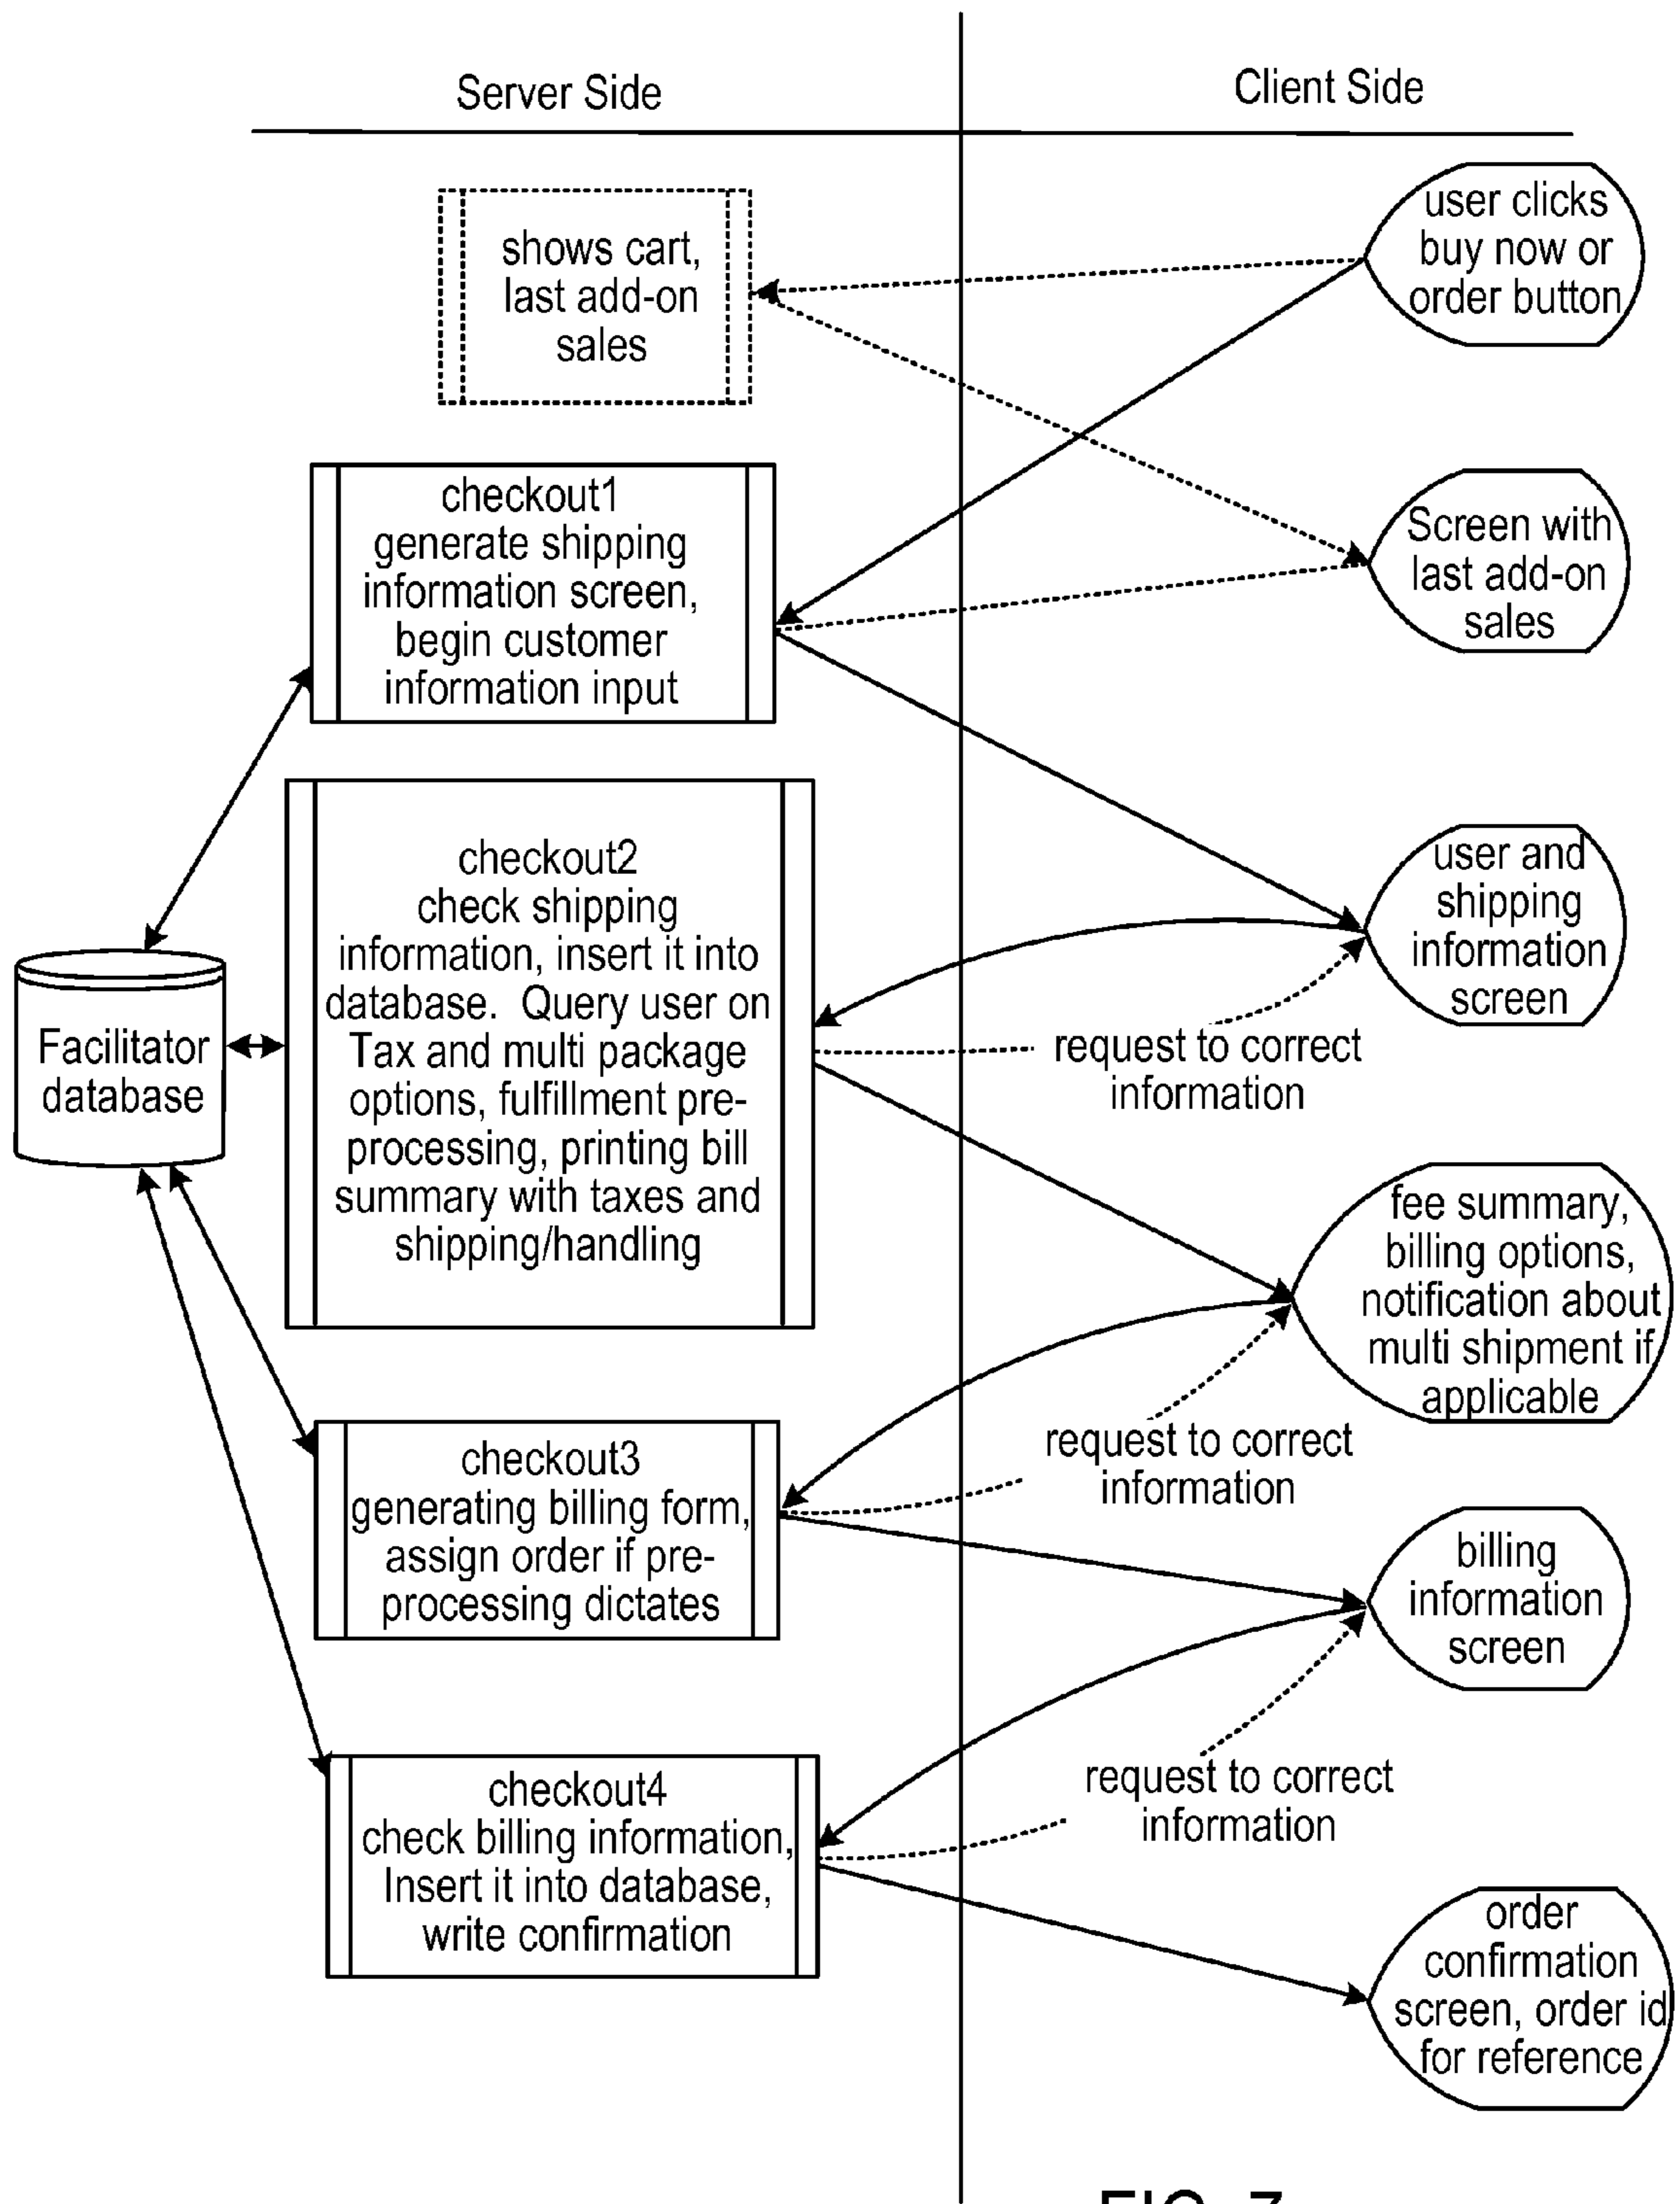 Server Side
Client Side
user clicks
buy now or
order button
shows cart,
last add-on
sales
checkout1
generate shipping
information screen,
begin customer
information input
Screen with
last add-on
sales
checkout2
check shipping
information, insert it into
database. Query user on
Tax and multi package
options, fulfillment pre-
processing, printing bill
summary with taxes and
shipping/handling
user and
shipping
information
screen
Facilitator
database
request to correct
information
fee summary,
billing options,
notification about
multi shipment if
applicable
checkout3
generating billing form,
assign order if pre-
processing dictates
request to correct
information
billing
information
screen
checkout4
check billing information,
Insert it into database,
write confirmation
request to correct
information
order
confirmation
screen, order id
for reference
FIG. 7